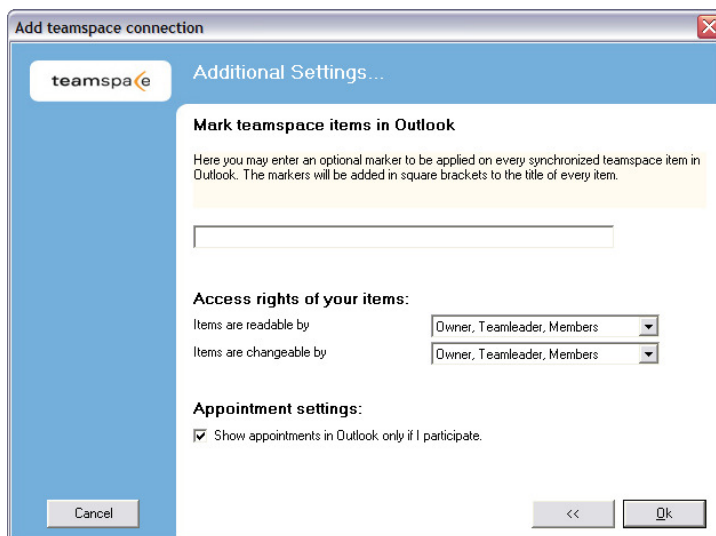 Add teamspace connection
teamspace
Additional Settings...
Mark teamspace items in Outlook
Here you may enter an optional marker to be applied on every synchronized teamspace item in
Outlook. The markers will be added in square brackets to the title of every item.
Access rights of your items:
Items are readable by
Owner, Teamleader, Members
Items are changeable by
Owner, Teamleader, Members
Appointment settings:
Show appointments in Outlook only if I participate.
Cancel
<<
Ok